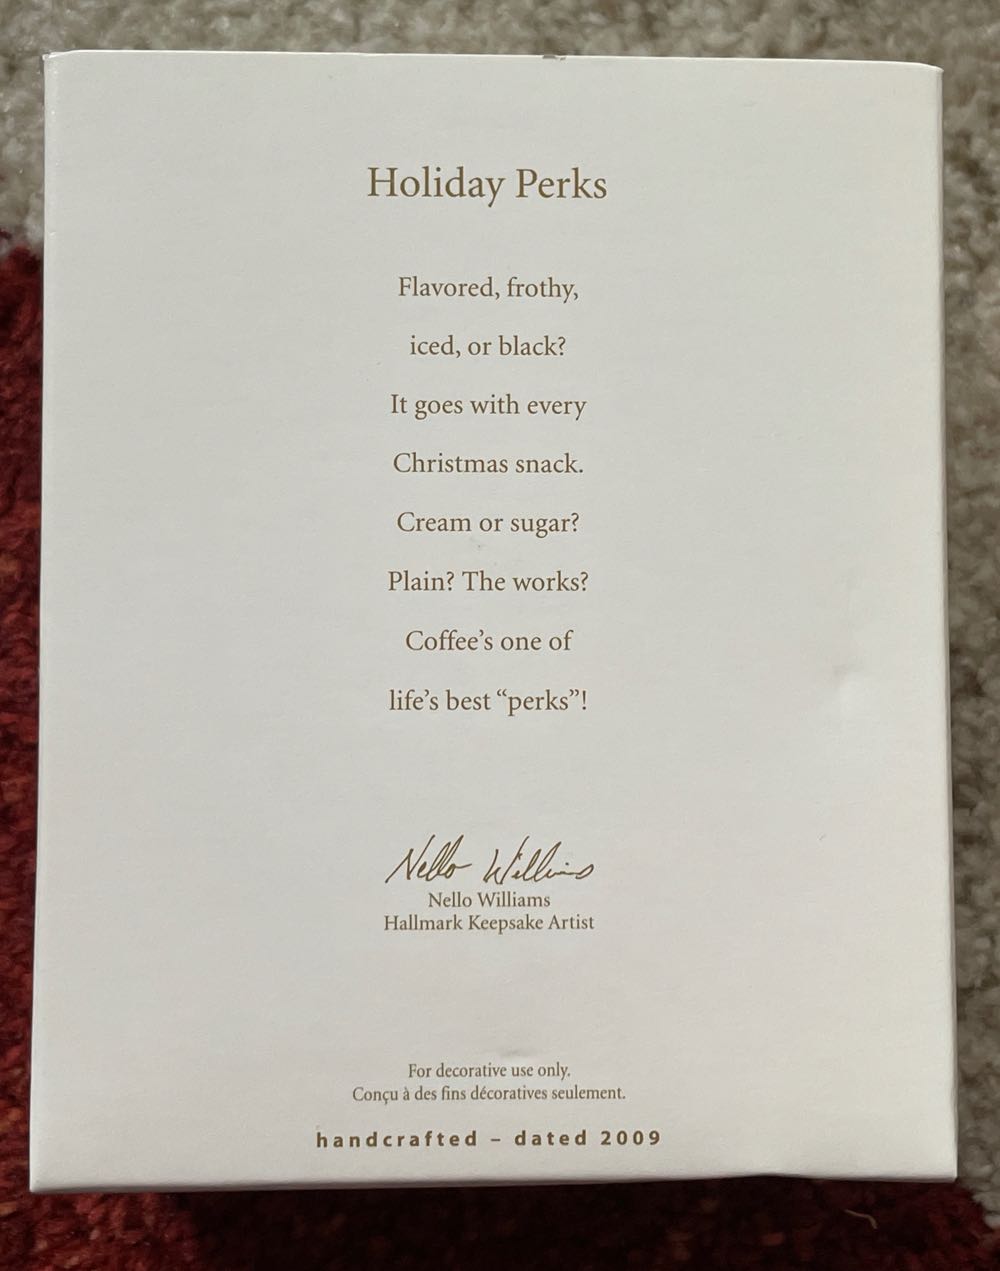 Holiday Perks
Flavored, frothy,
iced, or black?
It goes with every
Christmas snack.
Cream or sugar?
Plain? The works?
Coffee’s one of
life’s best “perks”!
Nello Williams
Nello Williams
Hallmark Keepsake Artist
For decorative use only.
Conçu à des fins décoratives seulement.
handcrafted – dated 2009